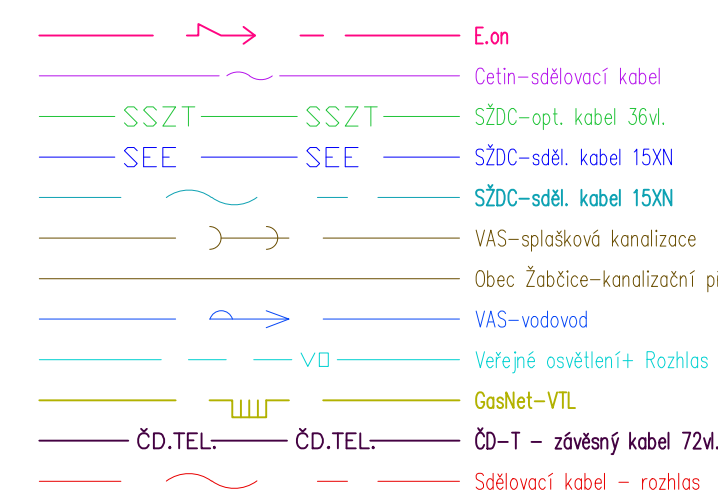 E.on
Cetin-sdělovací kabel
SSZT SSZT SŽDC-opt. kabel 36vl.
SEE SEE SŽDC-sděl. kabel 15XN
SŽDC-sděl. kabel 15XN
VAS-splašková kanalizace
Obec Žabčice-kanalizační
VAS-vodovod
VO Veřejné osvětlení+ Rozhlas
GasNet-VTL
ČD.TEL. ČD.TEL. ČD-T - závěsný kabel 72vl.
Sdělovací kabel - rozhlas